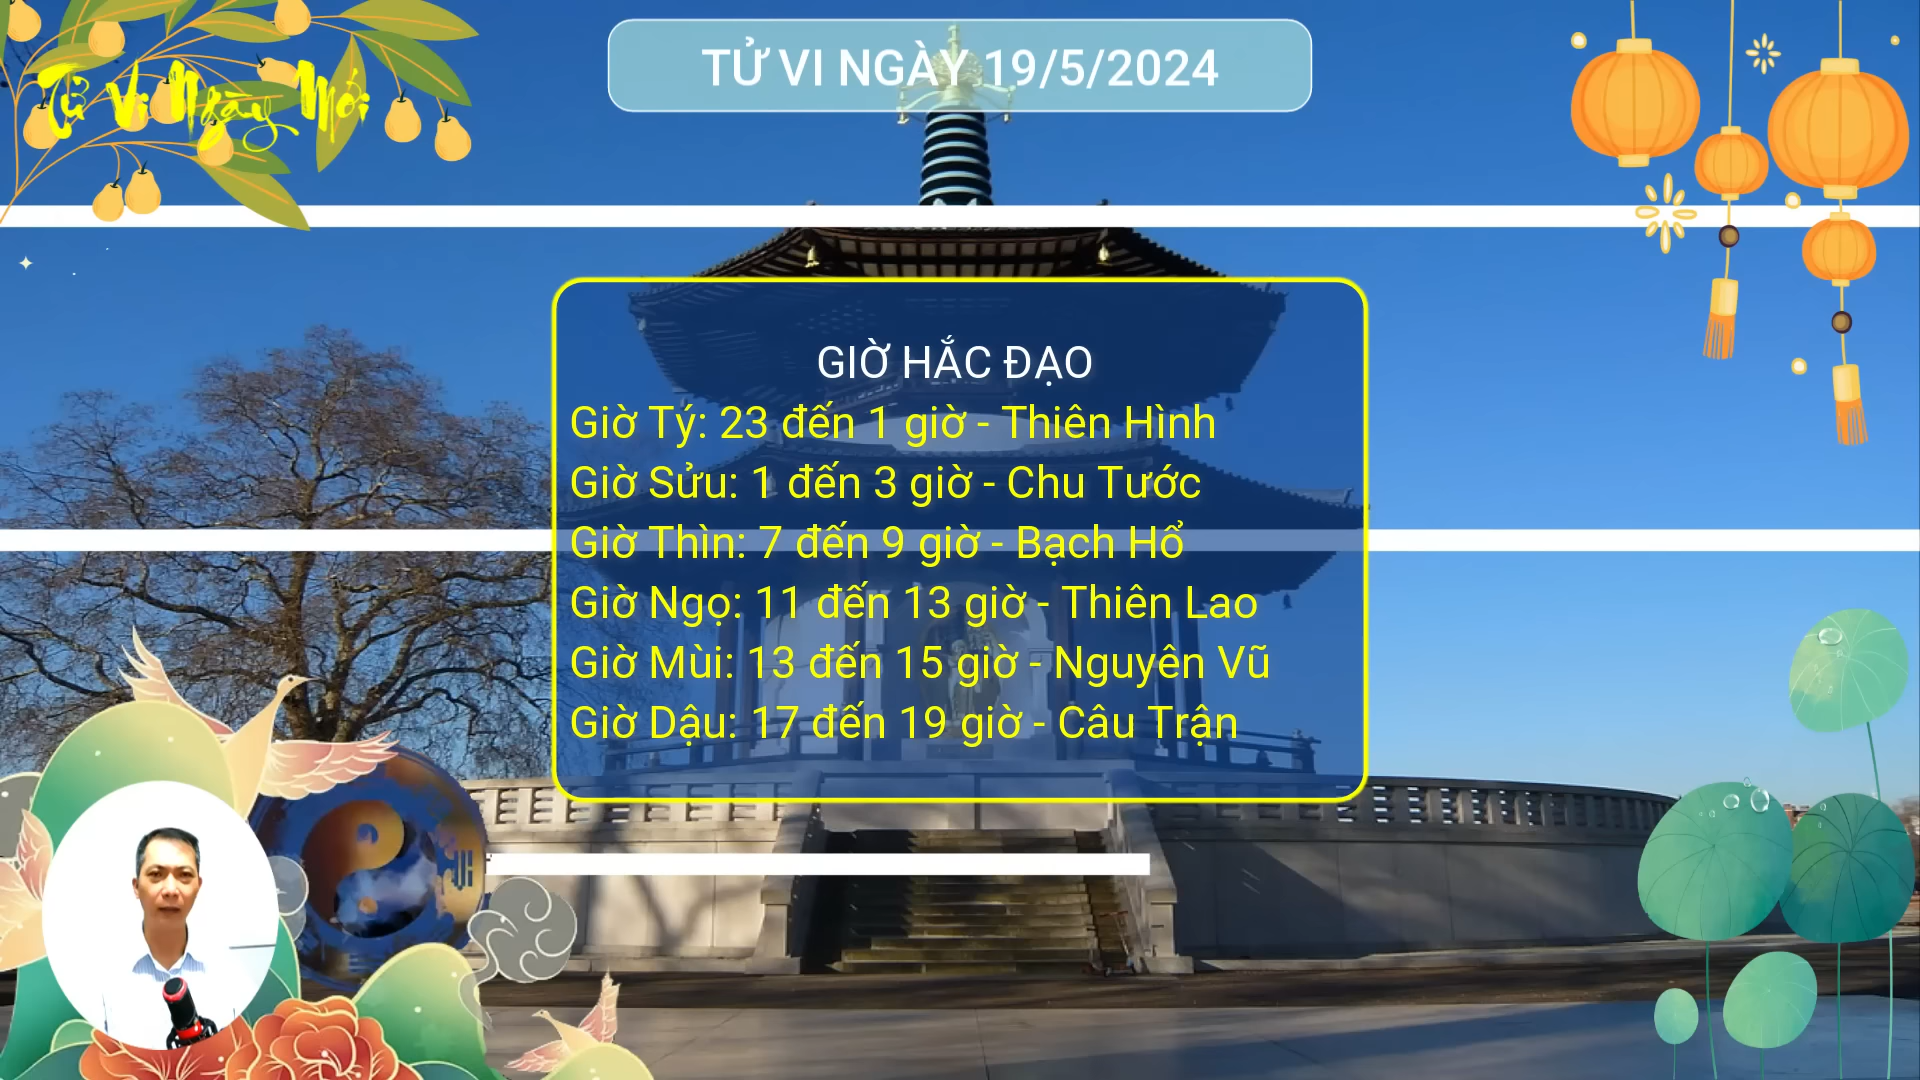 TỬ VI NGÀY 19/5/2024
Tử Vi Ngày Mới
GIỜ HẮC ĐẠO
Giờ Tý: 23 đến 1 giờ - Thiên Hình
Giờ Sửu: 1 đến 3 giờ - Chu Tước
Giờ Thìn: 7 đến 9 giờ - Bạch Hổ
Giờ Ngọ: 11 đến 13 giờ - Thiên Lao
Giờ Mùi: 13 đến 15 giờ - Nguyên Vũ
Giờ Dậu: 17 đến 19 giờ - Câu Trận